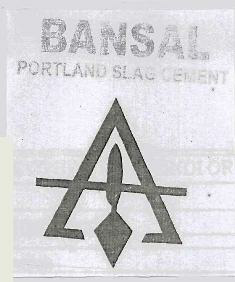 BANSAL
PORTLAND SLAG CEMENT